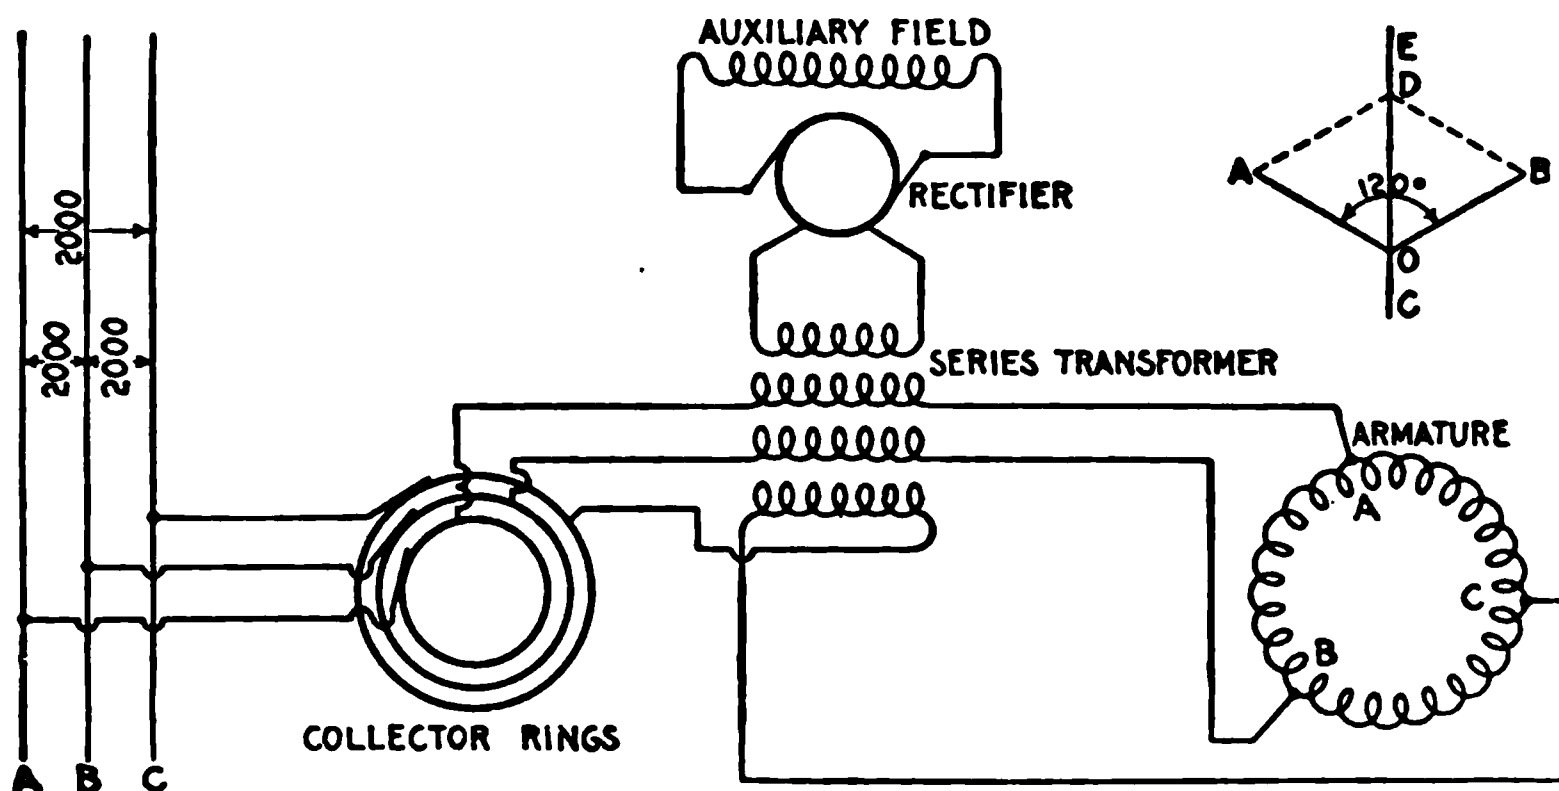 AUXILIARY FIELD
RECTIFIER
E
D
A
B
120°
O
C
2000
2000
2000
SERIES TRANSFORMER
ARMATURE
A
C
B
COLLECTOR RINGS
A B C